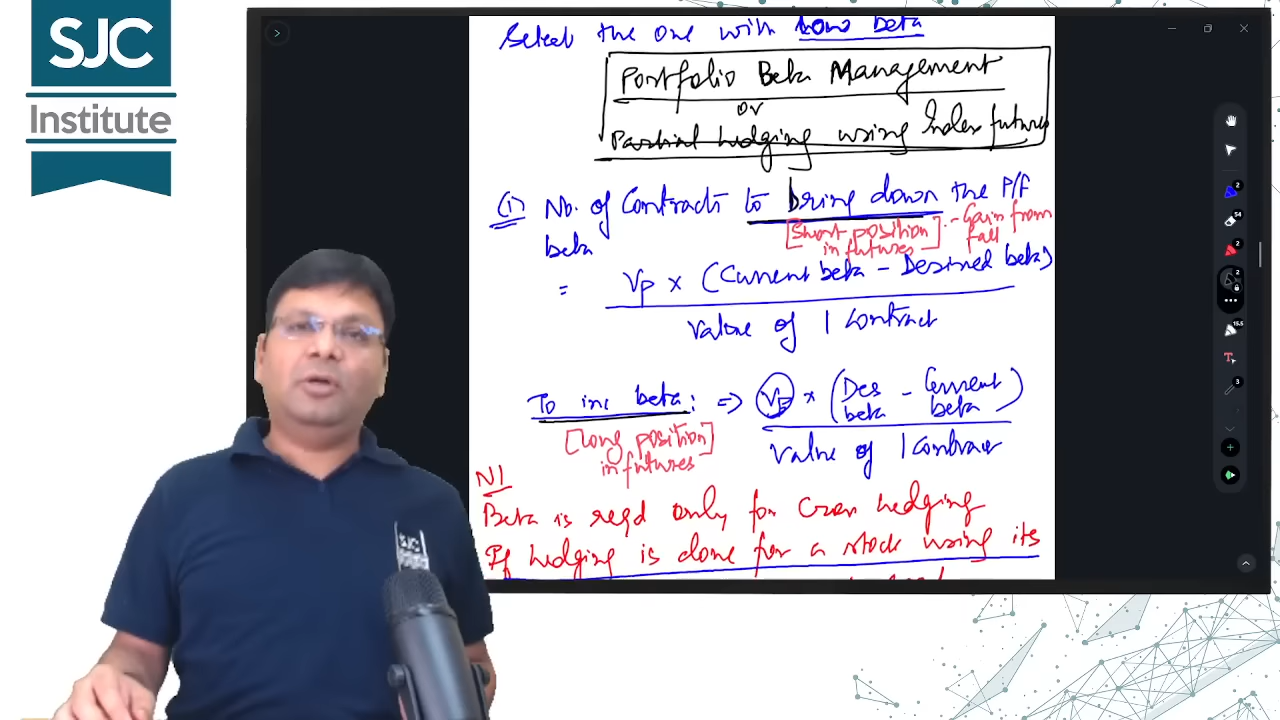 SJC
Institute
Select the one with low beta
Portfolio Beta Management
or
Partial hedging using Index futures
(1) No. of Contracts to bring down the P/F
[Short position] - Gain from
in futures fall
beta
= Vp × (Current beta - Desired beta)
Value of 1 Contract
To inc beta: ⇒ Vp × (Des beta - Current beta)
[long position]
in futures
Value of 1 Contract
N1
Beta is reqd only for Cross hedging
If hedging is done for a stock using its
SJC